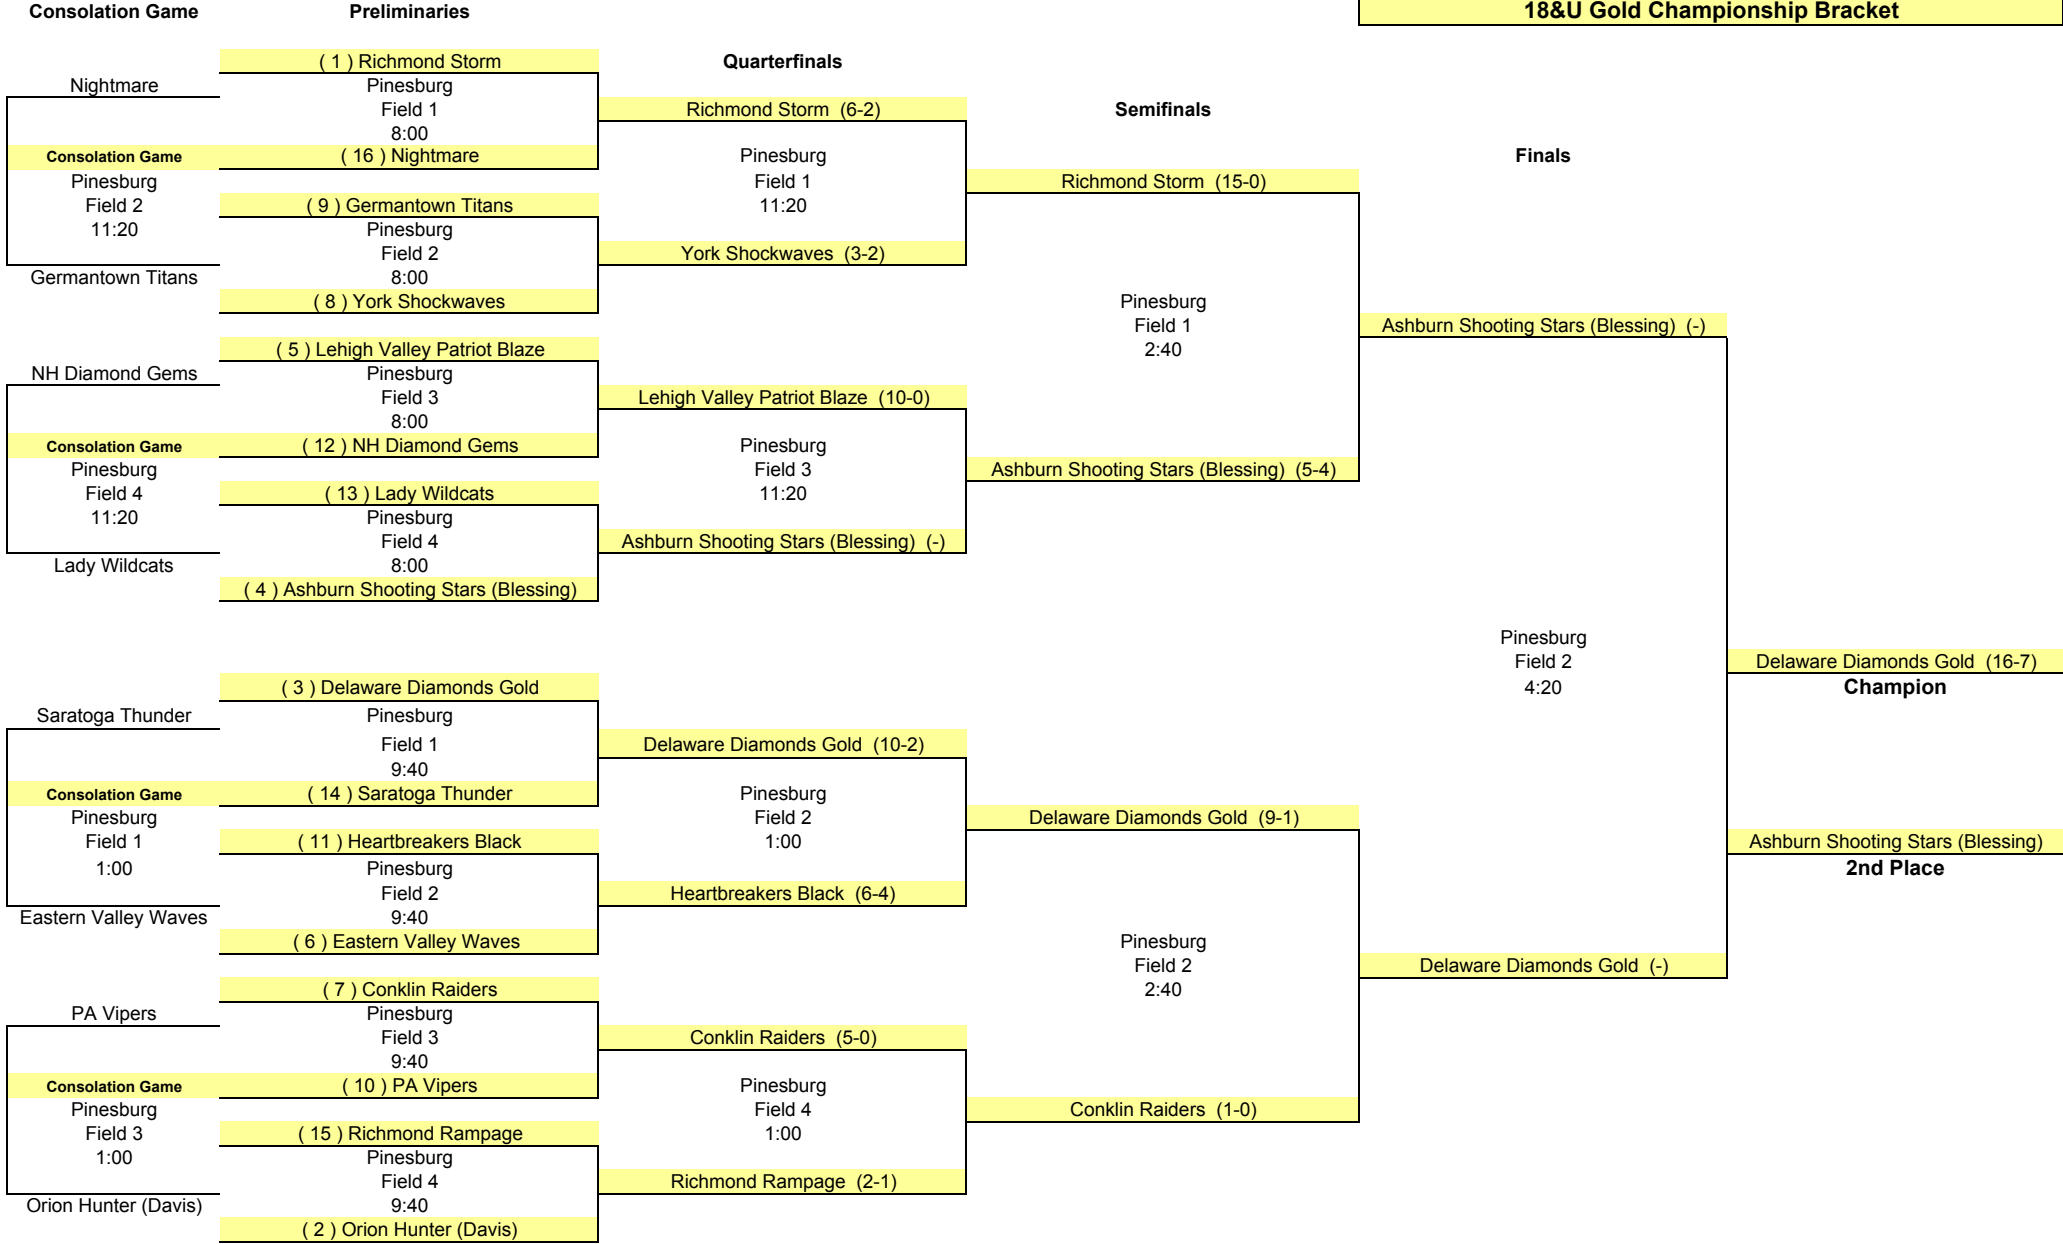 Consolation Game
Preliminaries
18&U Gold Championship Bracket
( 1 ) Richmond Storm
Quarterfinals
Nightmare
Pinesburg
Field 1
8:00
Richmond Storm (6-2)
Semifinals
Consolation Game
( 16 ) Nightmare
Pinesburg
Field 1
11:20
Finals
Pinesburg
Field 2
11:20
Richmond Storm (15-0)
( 9 ) Germantown Titans
Pinesburg
Field 2
8:00
York Shockwaves (3-2)
Germantown Titans
( 8 ) York Shockwaves
Pinesburg
Field 1
2:40
Ashburn Shooting Stars (Blessing) (-)
( 5 ) Lehigh Valley Patriot Blaze
NH Diamond Gems
Pinesburg
Field 3
8:00
Lehigh Valley Patriot Blaze (10-0)
Consolation Game
( 12 ) NH Diamond Gems
Pinesburg
Field 3
11:20
Pinesburg
Field 4
11:20
Ashburn Shooting Stars (Blessing) (5-4)
( 13 ) Lady Wildcats
Pinesburg
Field 4
8:00
Ashburn Shooting Stars (Blessing) (-)
Lady Wildcats
( 4 ) Ashburn Shooting Stars (Blessing)
Pinesburg
Field 2
4:20
Delaware Diamonds Gold (16-7)
Champion
( 3 ) Delaware Diamonds Gold
Saratoga Thunder
Pinesburg
Field 1
9:40
Delaware Diamonds Gold (10-2)
Consolation Game
( 14 ) Saratoga Thunder
Pinesburg
Field 2
1:00
Pinesburg
Field 1
1:00
Delaware Diamonds Gold (9-1)
( 11 ) Heartbreakers Black
Ashburn Shooting Stars (Blessing)
2nd Place
Pinesburg
Field 2
9:40
Heartbreakers Black (6-4)
Eastern Valley Waves
( 6 ) Eastern Valley Waves
Pinesburg
Field 2
2:40
Delaware Diamonds Gold (-)
( 7 ) Conklin Raiders
PA Vipers
Pinesburg
Field 3
9:40
Conklin Raiders (5-0)
Consolation Game
( 10 ) PA Vipers
Pinesburg
Field 4
1:00
Pinesburg
Field 3
1:00
Conklin Raiders (1-0)
( 15 ) Richmond Rampage
Pinesburg
Field 4
9:40
Richmond Rampage (2-1)
Orion Hunter (Davis)
( 2 ) Orion Hunter (Davis)